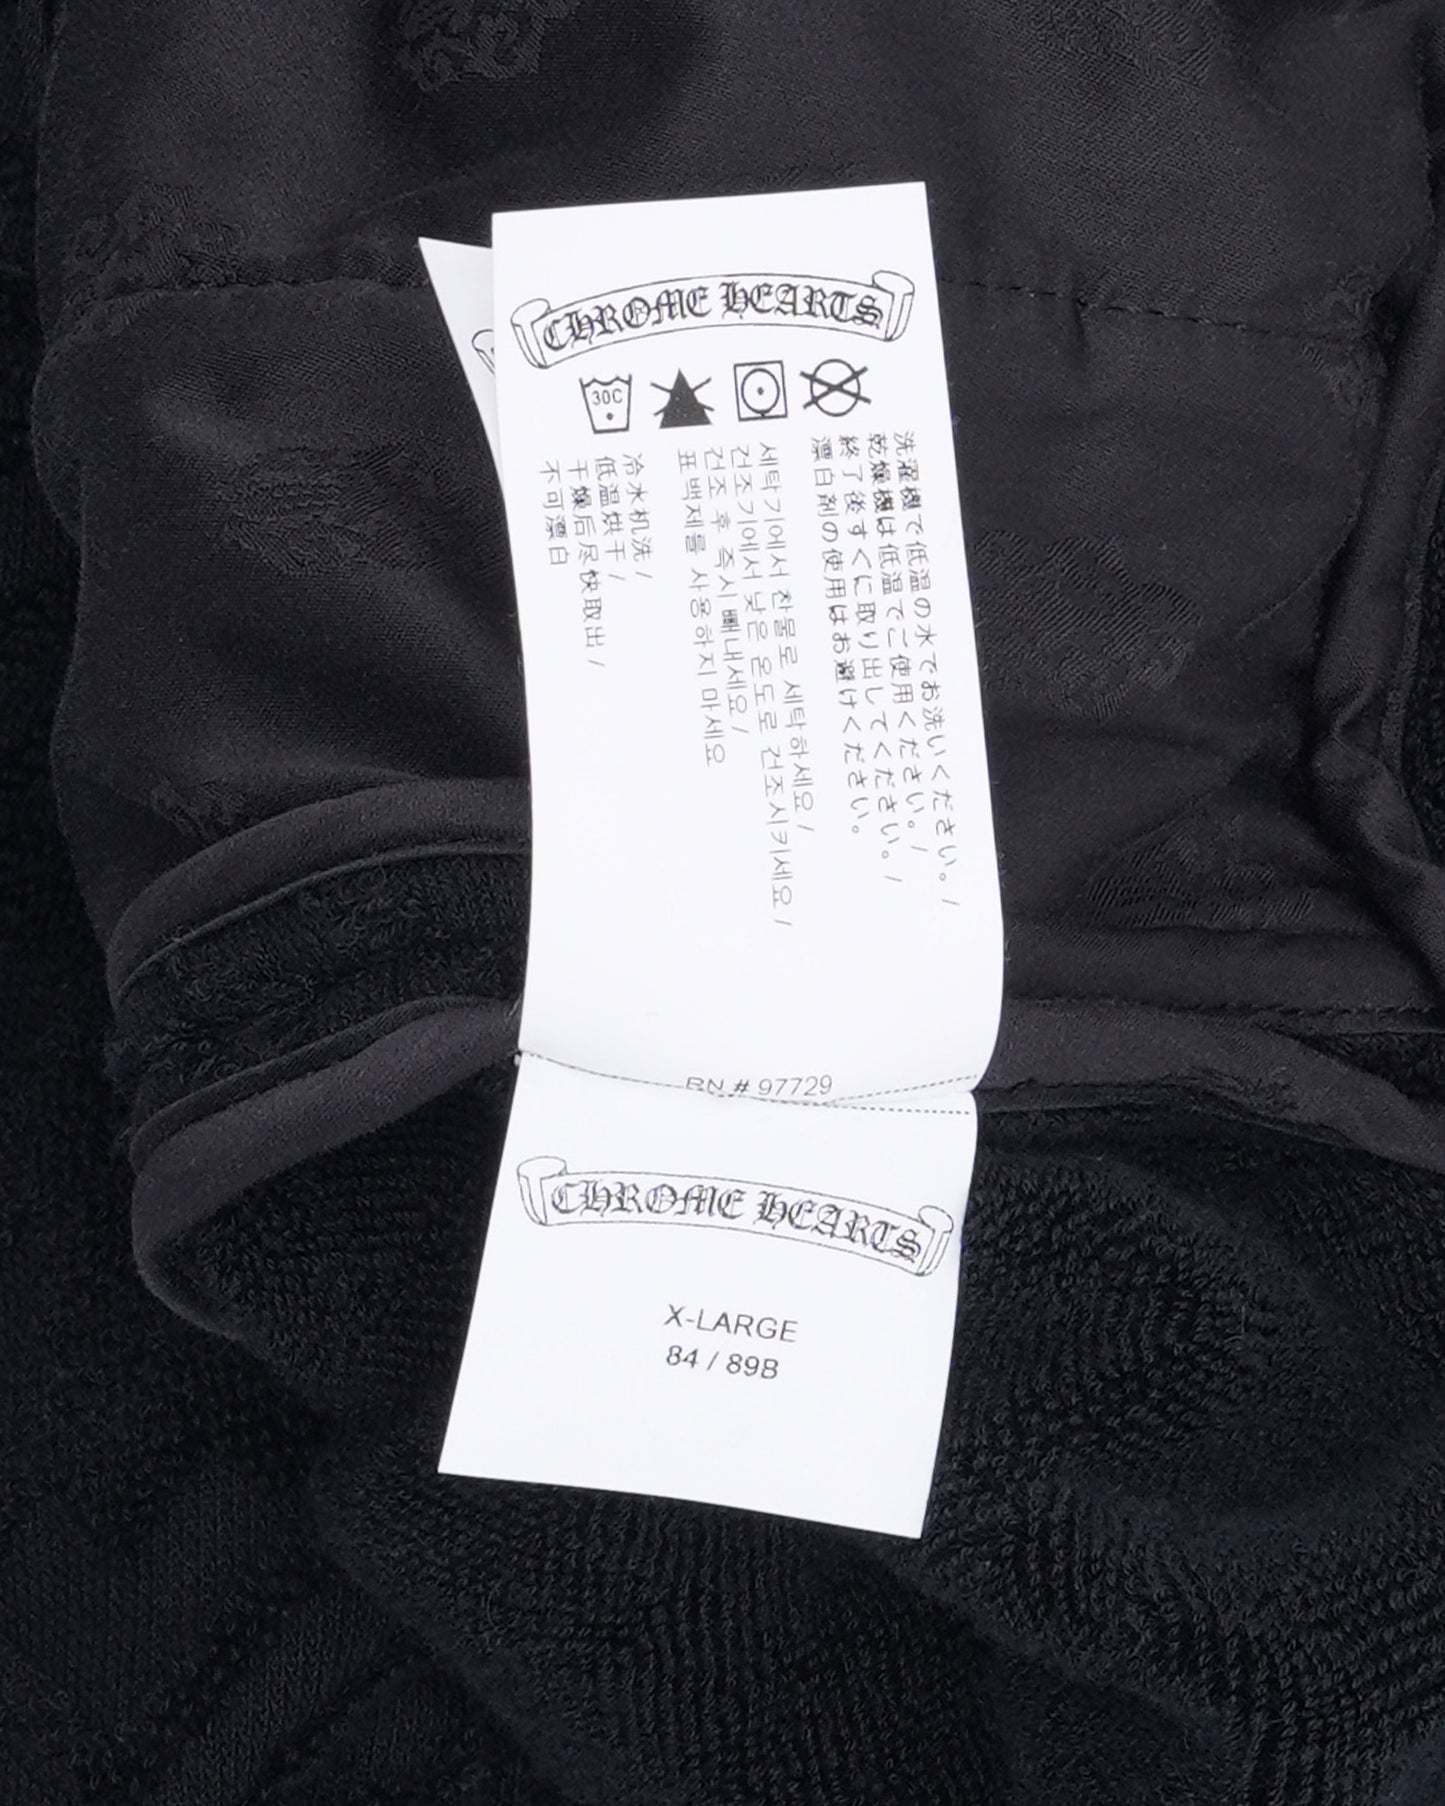 CHROME HEARTS
30C
洗濯機で低温の水でお洗いください。/
乾燥機は低温でご使用ください。/
終了後すぐに取り出してください。/
漂白剤の使用はお避けください。
세탁기에서 찬물로 세탁하세요 /
건조기에서 낮은 온도로 건조시키세요 /
건조 후 즉시 빼내세요 /
표백제를 사용하지 마세요
冷水机洗 /
低温烘干 /
干燥后尽快取出 /
不可漂白
RN # 97729
CHROME HEARTS
X-LARGE
84 / 89B